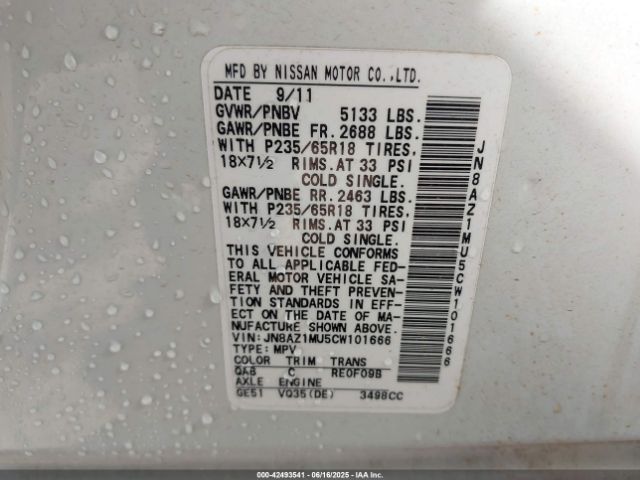 MFD BY NISSAN MOTOR CO.,LTD.
DATE 9/11
GVWR/PNBV 5133 LBS.
GAWR/PNBE FR. 2688 LBS.
WITH P235/65R18 TIRES,
18×7½ RIMS.AT 33 PSI
COLD SINGLE.
GAWR/PNBE RR. 2463 LBS.
WITH P235/65R18 TIRES,
18×7½ RIMS.AT 33 PSI
COLD SINGLE.
THIS VEHICLE CONFORMS
TO ALL APPLICABLE FED-
ERAL MOTOR VEHICLE SA-
FETY AND THEFT PREVEN-
TION STANDARDS IN EFF-
ECT ON THE DATE OF MA-
NUFACTURE SHOWN ABOVE.
VIN: JN8AZ1MU5CW101666
TYPE: MPV
COLOR TRIM TRANS
QAB C RE0F09B
AXLE ENGINE
GE51 VQ35(DE) 3498CC
JN8AZ1MU5CW101666
000-42493541 - 06/16/2025 - IAA Inc.